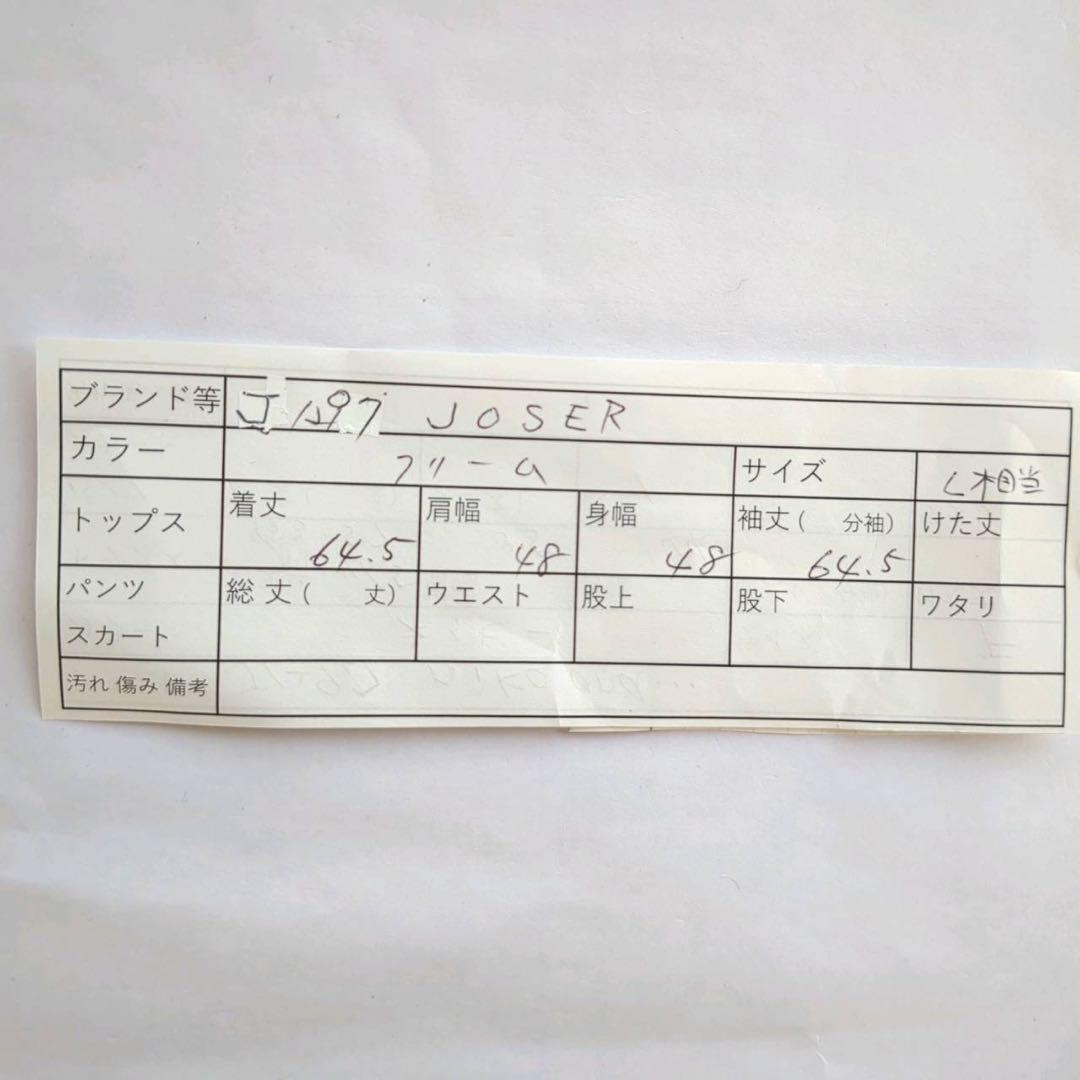 ブランド等 JOSER
カラー クリーム サイズ L相当
トップス 着丈 64.5 肩幅 48 身幅 48 袖丈( 分袖) 64.5 けた丈
パンツ スカート 総丈( 丈) ウエスト 股上 股下 ワタリ
汚れ 傷み 備考